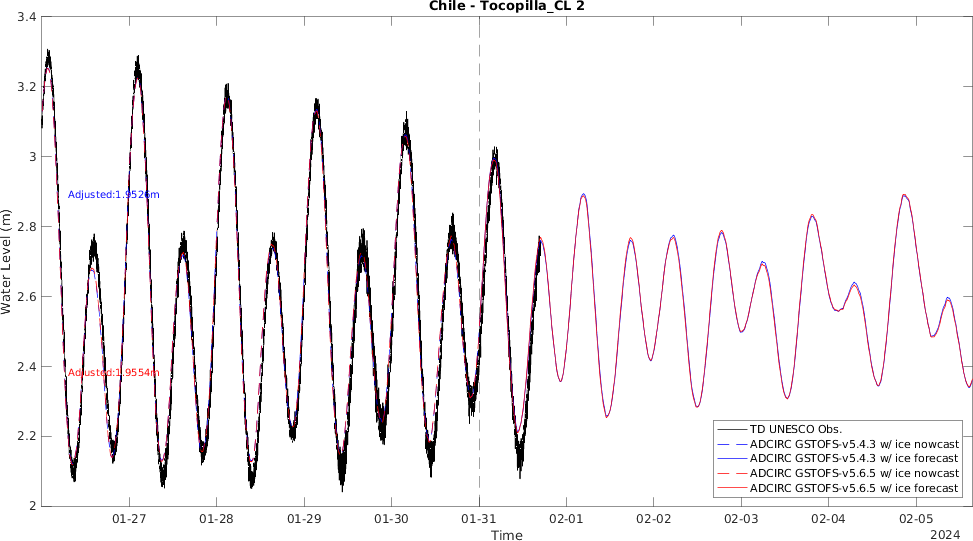 Chile - Tocopilla_CL 2
Water Level (m)
3.4
3.2
3
2.8
2.6
2.4
2.2
2
Adjusted:1.9526m
Adjusted:1.9554m
TD UNESCO Obs.
ADCIRC GSTOFS-v5.4.3 w/ ice nowcast
ADCIRC GSTOFS-v5.4.3 w/ ice forecast
ADCIRC GSTOFS-v5.6.5 w/ ice nowcast
ADCIRC GSTOFS-v5.6.5 w/ ice forecast
01-27 01-28 01-29 01-30 01-31 02-01 02-02 02-03 02-04 02-05
Time
2024